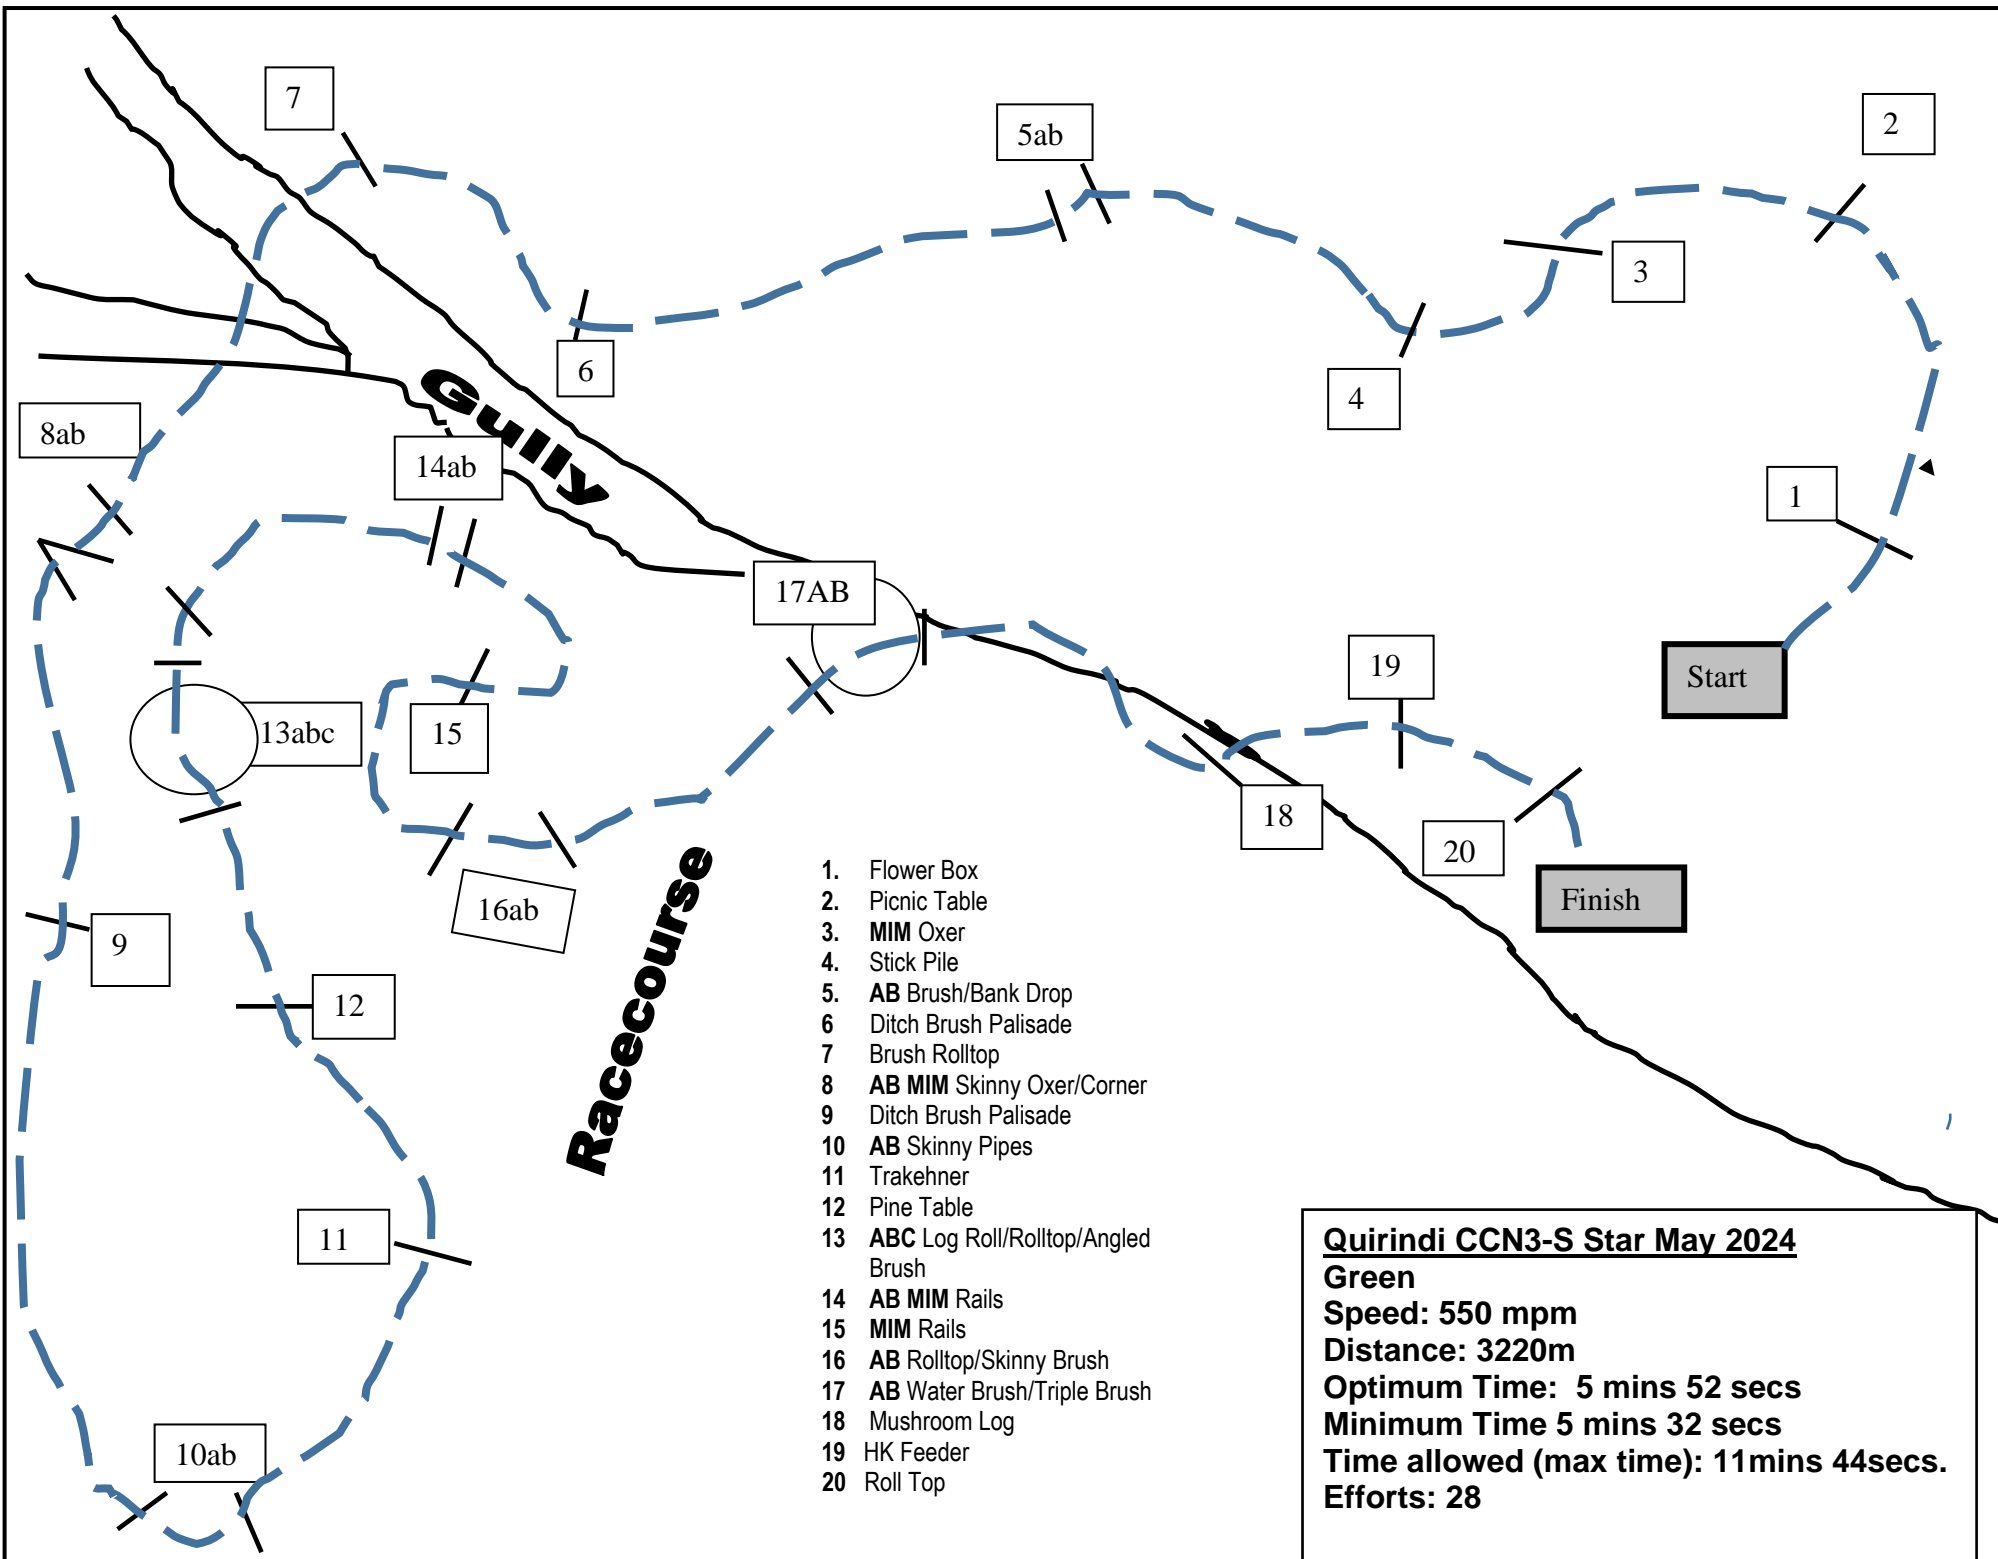 7
2
5ab
3
6
4
8ab
Gully
14ab
1
17AB
19
Start
13abc
15
18
20
Finish
16ab
9
12
11
10ab
Racecourse
1. Flower Box
2. Picnic Table
3. MIM Oxer
4. Stick Pile
5. AB Brush/Bank Drop
6 Ditch Brush Palisade
7 Brush Rolltop
8 AB MIM Skinny Oxer/Corner
9 Ditch Brush Palisade
10 AB Skinny Pipes
11 Trakehner
12 Pine Table
13 ABC Log Roll/Rolltop/Angled
Brush
14 AB MIM Rails
15 MIM Rails
16 AB Rolltop/Skinny Brush
17 AB Water Brush/Triple Brush
18 Mushroom Log
19 HK Feeder
20 Roll Top
Quirindi CCN3-S Star May 2024
Green
Speed: 550 mpm
Distance: 3220m
Optimum Time: 5 mins 52 secs
Minimum Time 5 mins 32 secs
Time allowed (max time): 11mins 44secs.
Efforts: 28